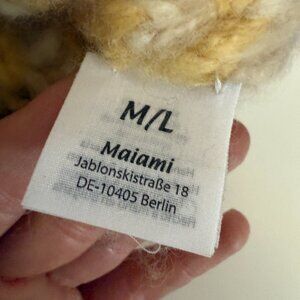 M/L
Maiami
Jablonskistraße 18
DE-10405 Berlin